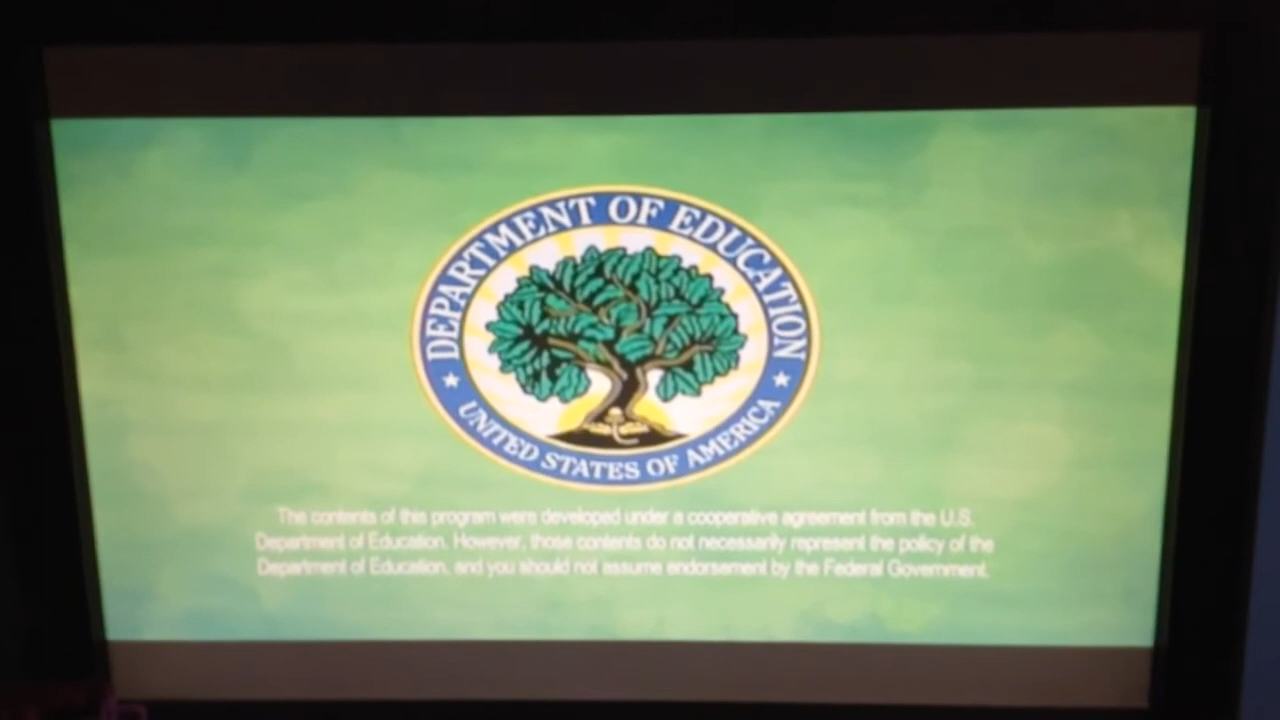 DEPARTMENT OF EDUCATION
UNITED STATES OF AMERICA
The contents of this program were developed under a cooperative agreement from the U.S.
Department of Education. However, those contents do not necessarily represent the policy of the
Department of Education, and you should not assume endorsement by the Federal Government.